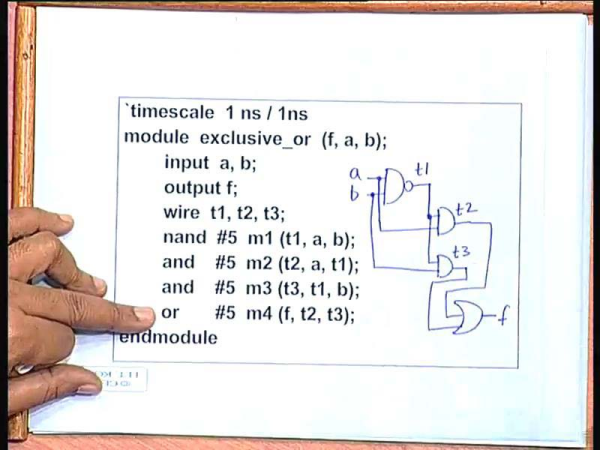 `timescale 1 ns / 1ns
module exclusive_or (f, a, b);
input a, b;
output f;
wire t1, t2, t3;
nand #5 m1 (t1, a, b);
and #5 m2 (t2, a, t1);
and #5 m3 (t3, t1, b);
or #5 m4 (f, t2, t3);
endmodule
a
b
t1
t2
t3
f